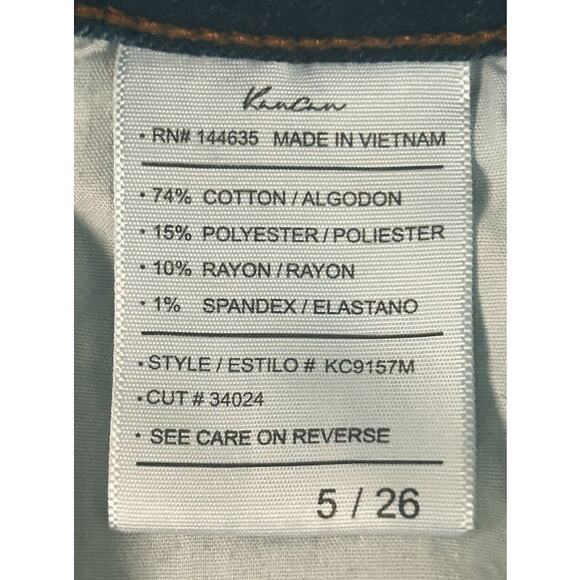 KanCan
• RN# 144635 MADE IN VIETNAM
• 74% COTTON / ALGODON
• 15% POLYESTER / POLIESTER
• 10% RAYON / RAYON
• 1% SPANDEX / ELASTANO
• STYLE / ESTILO # KC9157M
• CUT # 34024
• SEE CARE ON REVERSE
5 / 26